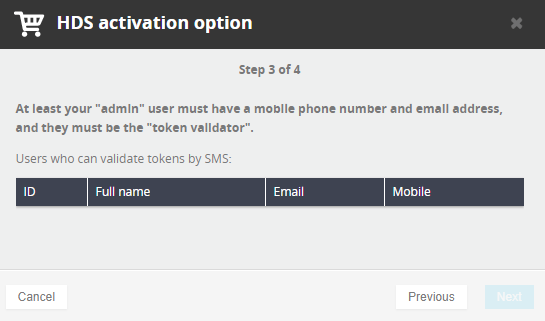 HDS activation option
Step 3 of 4
At least your "admin" user must have a mobile phone number and email address,
and they must be the "token validator".
Users who can validate tokens by SMS:
ID Full name Email Mobile
Cancel Previous Next